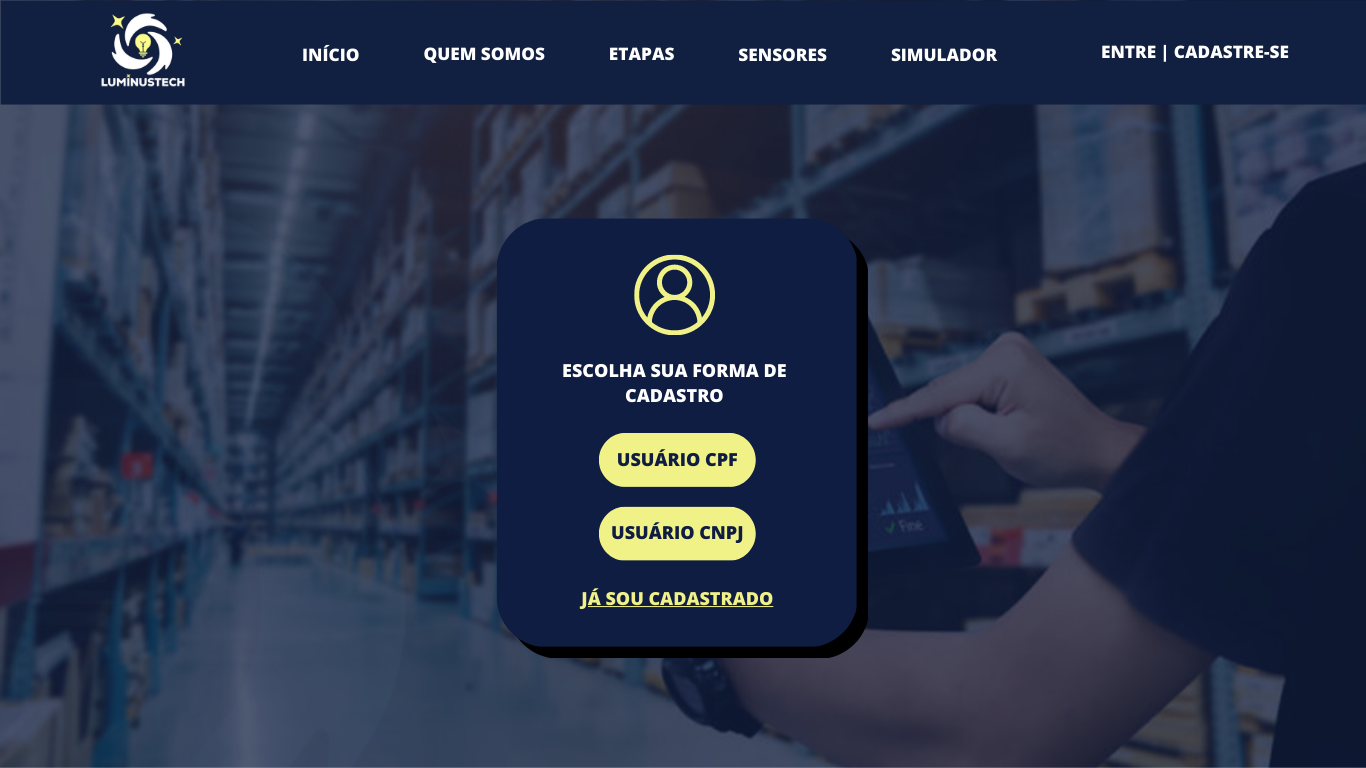 LUMINUSTECH
INÍCIO
QUEM SOMOS
ETAPAS
SENSORES
SIMULADOR
ENTRE | CADASTRE-SE
ESCOLHA SUA FORMA DE
CADASTRO
USUÁRIO CPF
USUÁRIO CNPJ
JÁ SOU CADASTRADO
Fine